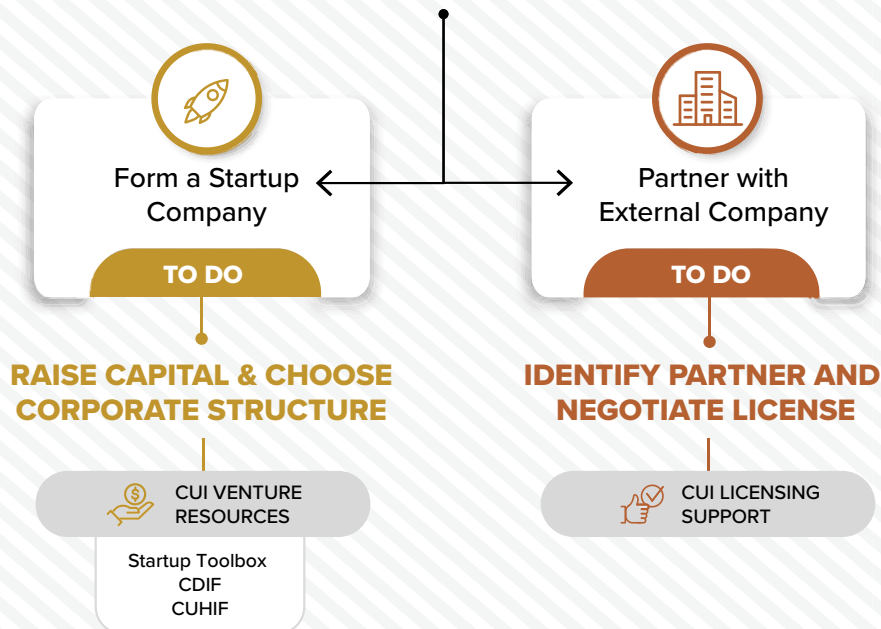 Form a Startup
Company
TO DO
RAISE CAPITAL & CHOOSE
CORPORATE STRUCTURE
CUI VENTURE
RESOURCES
Startup Toolbox
CDIF
CUHIF
Partner with
External Company
TO DO
IDENTIFY PARTNER AND
NEGOTIATE LICENSE
CUI LICENSING
SUPPORT